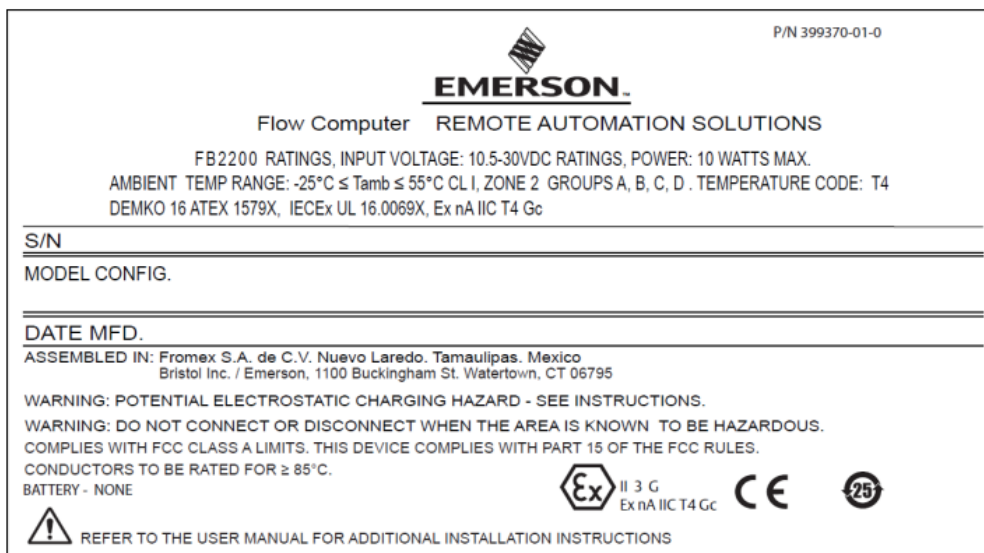 P/N 399370-01-0
EMERSON™
Flow Computer REMOTE AUTOMATION SOLUTIONS
FB2200 RATINGS, INPUT VOLTAGE: 10.5-30VDC RATINGS, POWER: 10 WATTS MAX.
AMBIENT TEMP RANGE: -25°C ≤ Tamb ≤ 55°C CL I, ZONE 2 GROUPS A, B, C, D . TEMPERATURE CODE: T4
DEMKO 16 ATEX 1579X, IECEx UL 16.0069X, Ex nA IIC T4 Gc
S/N
MODEL CONFIG.
DATE MFD.
ASSEMBLED IN: Fromex S.A. de C.V. Nuevo Laredo. Tamaulipas. Mexico
Bristol Inc. / Emerson, 1100 Buckingham St. Watertown, CT 06795
WARNING: POTENTIAL ELECTROSTATIC CHARGING HAZARD - SEE INSTRUCTIONS.
WARNING: DO NOT CONNECT OR DISCONNECT WHEN THE AREA IS KNOWN TO BE HAZARDOUS.
COMPLIES WITH FCC CLASS A LIMITS. THIS DEVICE COMPLIES WITH PART 15 OF THE FCC RULES.
CONDUCTORS TO BE RATED FOR ≥ 85°C.
BATTERY - NONE
Ex II 3 G CE 25
Ex nA IIC T4 Gc
REFER TO THE USER MANUAL FOR ADDITIONAL INSTALLATION INSTRUCTIONS